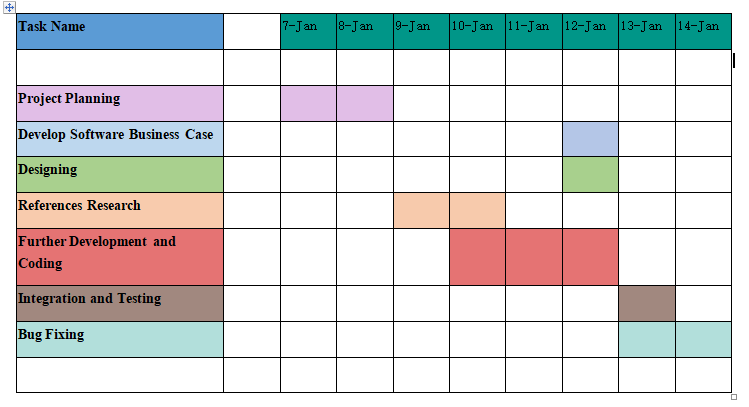 Task Name 7-Jan 8-Jan 9-Jan 10-Jan 11-Jan 12-Jan 13-Jan 14-Jan
Project Planning
Develop Software Business Case
Designing
References Research
Further Development and
Coding
Integration and Testing
Bug Fixing